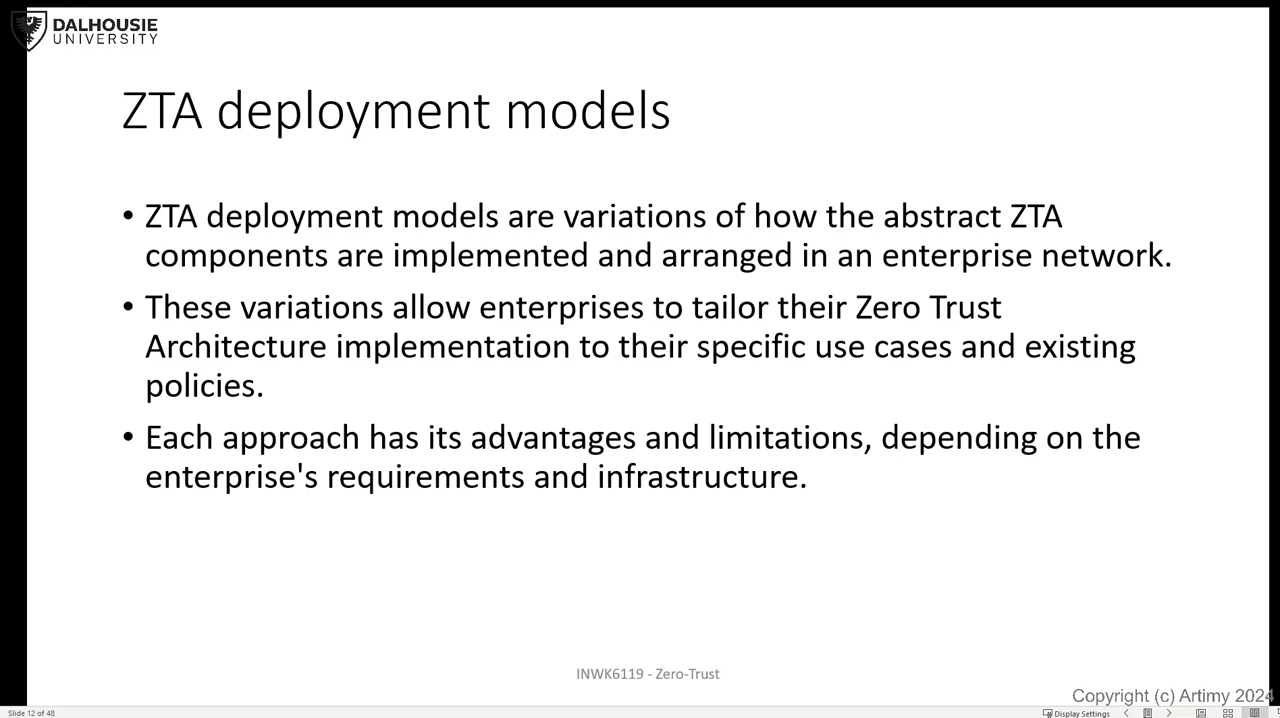 DALHOUSIE
UNIVERSITY
ZTA deployment models
• ZTA deployment models are variations of how the abstract ZTA
components are implemented and arranged in an enterprise network.
• These variations allow enterprises to tailor their Zero Trust
Architecture implementation to their specific use cases and existing
policies.
• Each approach has its advantages and limitations, depending on the
enterprise's requirements and infrastructure.
INWK6119 - Zero-Trust
Copyright (c) Artimy 2024
Slide 12 of 48
Display Settings